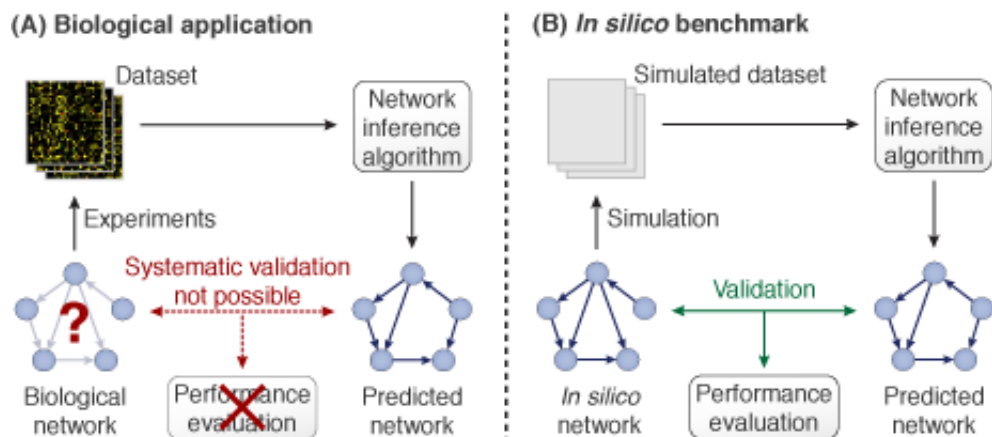 (A) Biological application
Dataset
Network
inference
algorithm
Experiments
Systematic validation
not possible
?
Biological
network
Performance
evaluation
Predicted
network
(B) In silico benchmark
Simulated dataset
Network
inference
algorithm
Simulation
Validation
In silico
network
Performance
evaluation
Predicted
network